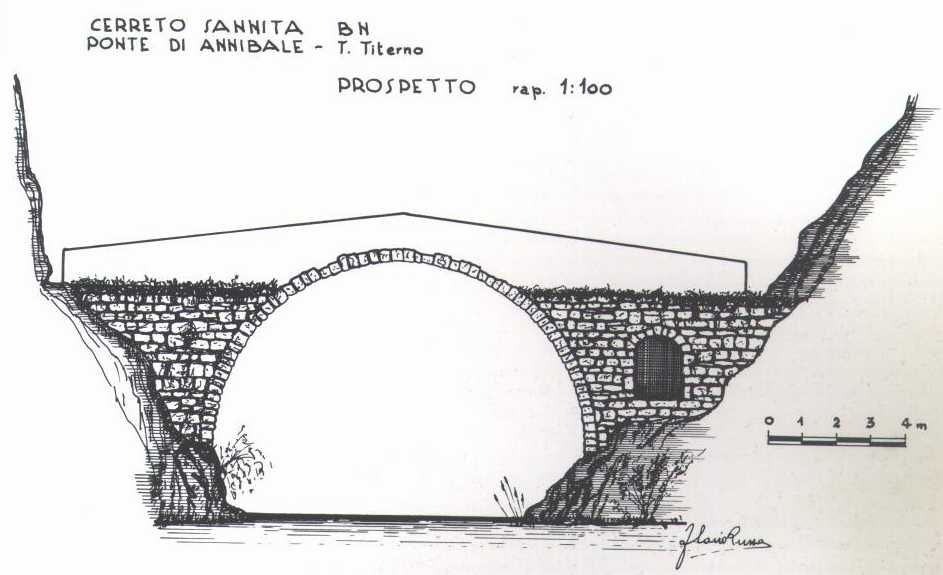 CERRETO SANNITA BN
PONTE DI ANNIBALE - T. Titerno
PROSPETTO rap. 1:100
0 1 2 3 4 m